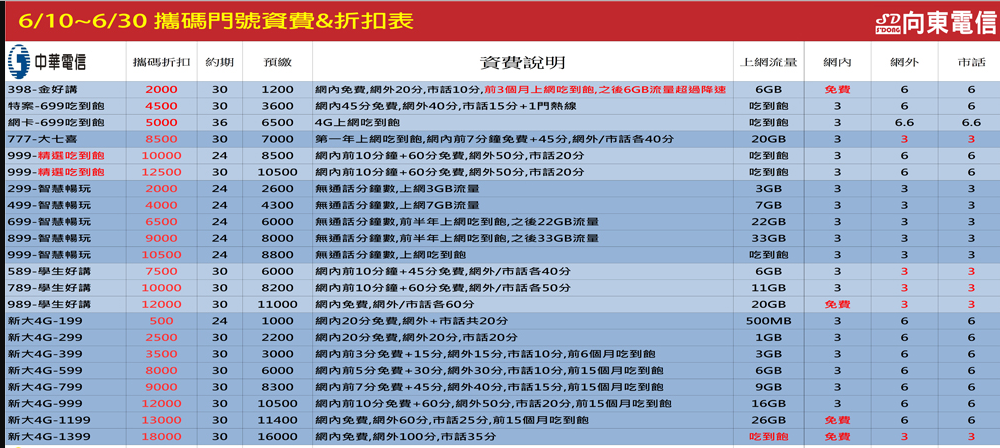 6/10~6/30 攜碼門號資費&折扣表
SD 向東電信
S'DONG
中華電信 攜碼折扣 約期 預繳 資費說明 上網流量 網內 網外 市話
398-金好講 2000 30 1200 網內免費,網外20分,市話10分,前3個月上網吃到飽,之後6GB流量超過降速 6GB 免費 6 6
特案-699吃到飽 4500 30 3000 網內45分免費,網外40分,市話15分+1門熱線 吃到飽 3 6 6
網卡-699吃到飽 5000 36 6500 4G上網吃到飽 吃到飽 3 6.6 6.6
777-大七喜 8500 30 7000 第一年上網吃到飽,網內前7分鐘免費+45分,網外/市話各40分 20GB 3 3 3
999-精選吃到飽 10000 24 8500 網內前10分鐘+60分免費,網外50分,市話20分 吃到飽 3 6 6
999-精選吃到飽 12500 30 10500 網內前10分鐘+60分免費,網外50分,市話20分 吃到飽 3 6 6
299-智慧暢玩 2000 24 2600 無通話分鐘數,上網3GB流量 3GB 3 3 3
499-智慧暢玩 4000 24 4300 無通話分鐘數,上網7GB流量 7GB 3 3 3
699-智慧暢玩 6500 24 6000 無通話分鐘數,前半年上網吃到飽,之後22GB流量 22GB 3 3 3
899-智慧暢玩 9000 24 8000 無通話分鐘數,前半年上網吃到飽,之後33GB流量 33GB 3 3 3
999-智慧暢玩 10500 24 8800 無通話分鐘數,上網吃到飽 吃到飽 3 3 3
589-學生好講 7500 30 6000 網內前10分鐘+45分免費,網外/市話各40分 6GB 3 3 3
789-學生好講 10000 30 8200 網內前10分鐘+60分免費,網外/市話各50分 11GB 3 3 3
989-學生好講 12000 30 11000 網內免費,網外/市話各60分 20GB 免費 3 3
新大4G-199 500 24 1000 網內20分免費,網外+市話共20分 500MB 3 6 6
新大4G-299 2500 30 2200 網內20分免費,網外20分,市話20分 1GB 3 6 6
新大4G-399 3500 30 3000 網內前3分免費+15分,網外15分,市話10分,前6個月吃到飽 3GB 3 6 6
新大4G-599 8000 30 6000 網內前5分免費+30分,網外30分,市話10分,前15個月吃到飽 6GB 3 6 6
新大4G-799 9000 30 8300 網內前7分免費+45分,網外40分,市話15分,前15個月吃到飽 9GB 3 6 6
新大4G-999 12000 30 10500 網內前10分免費+60分,網外50分,市話20分,前15個月吃到飽 16GB 3 6 6
新大4G-1199 13000 30 11400 網內免費,網外60分,市話25分,前15個月吃到飽 26GB 免費 6 6
新大4G-1399 18000 30 16000 網內免費,網外100分,市話35分 吃到飽 免費 3 3